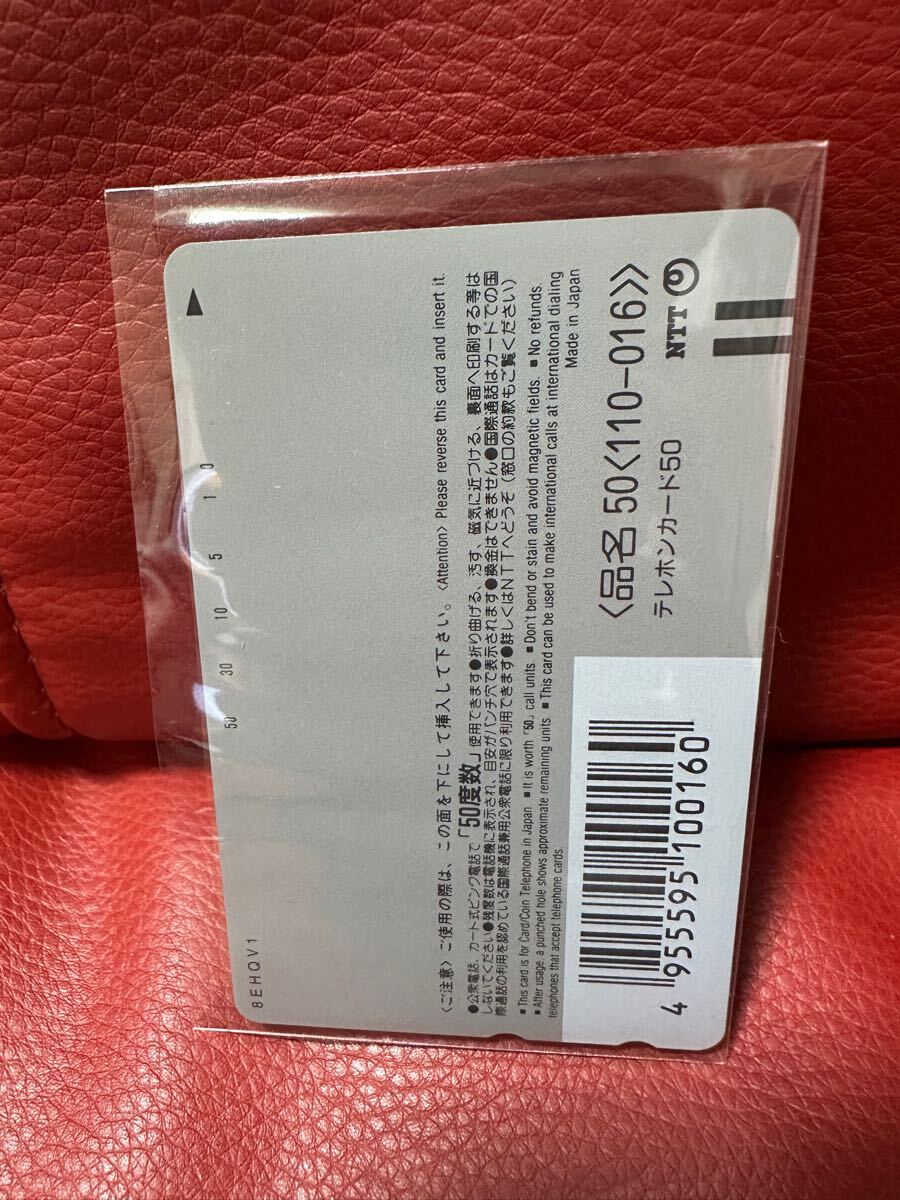 8EHQV1
50 30 10 5 1 0
〈ご注意〉ご使用の際は、この面を下にして挿入して下さい。〈Attention〉Please reverse this card and insert it.
●公衆電話、カード式ピンク電話で「50度数」使用できます●折り曲げる、汚す、磁気に近づける、裏面へ印刷する等は
しないでください●残度数は電話機に表示され、目安がパンチ穴で表示されます●換金はできません●国際通話はカードでの国
際通話の利用を認めている国際通話兼用公衆電話に限り利用できます●詳しくはNTTへどうぞ（窓口の約款もご覧ください）
■This card is for Card/Coin Telephone in Japan ■It is worth「50」call units. ■Don't bend or stain and avoid magnetic fields. ■No refunds.
■After usage, a punched hole shows approximate remaining units. ■This card can be used to make international calls at international dialing
telephones that accept telephone cards.
Made in Japan
〈品名 50〈110-016〉〉
テレホンカード50
NTT
4 955595 100160